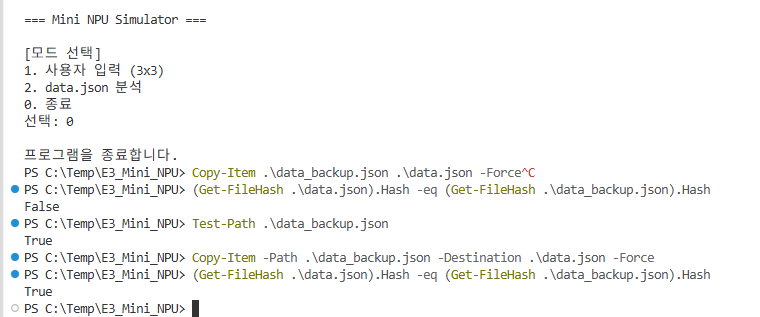 === Mini NPU Simulator ===
[모드 선택]
1. 사용자 입력 (3x3)
2. data.json 분석
0. 종료
선택: 0
프로그램을 종료합니다.
PS C:\Temp\E3_Mini_NPU> Copy-Item .\data_backup.json .\data.json -Force^C
PS C:\Temp\E3_Mini_NPU> (Get-FileHash .\data.json).Hash -eq (Get-FileHash .\data_backup.json).Hash
False
PS C:\Temp\E3_Mini_NPU> Test-Path .\data_backup.json
True
PS C:\Temp\E3_Mini_NPU> Copy-Item -Path .\data_backup.json -Destination .\data.json -Force
PS C:\Temp\E3_Mini_NPU> (Get-FileHash .\data.json).Hash -eq (Get-FileHash .\data_backup.json).Hash
True
PS C:\Temp\E3_Mini_NPU>